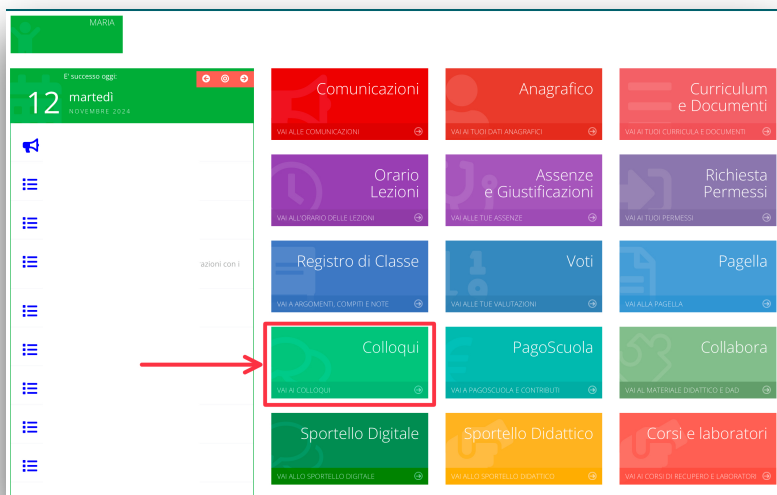 MARIA
E' successo oggi:
12
martedì
NOVEMBRE 2024
azioni con i
Comunicazioni
VAI ALLE COMUNICAZIONI
Anagrafico
VAI AI TUOI DATI ANAGRAFICI
Curriculum
e Documenti
VAI AI TUOI CURRICULA E DOCUMENTI
Orario
Lezioni
VAI ALL'ORARIO DELLE LEZIONI
Assenze
e Giustificazioni
VAI ALLE TUE ASSENZE
Richiesta
Permessi
VAI AI TUOI PERMESSI
Registro di Classe
VAI A ARGOMENTI, COMPITI E NOTE
Voti
VAI ALLE TUE VALUTAZIONI
Pagella
VAI ALLA PAGELLA
Colloqui
VAI AI COLLOQUI
PagoScuola
VAI A PAGOSCUOLA E CONTRIBUTI
Collabora
VAI AL MATERIALE DIDATTICO E DAD
Sportello Digitale
VAI ALLO SPORTELLO DIGITALE
Sportello Didattico
VAI ALLO SPORTELLO DIDATTICO
Corsi e laboratori
VAI AI CORSI DI RECUPERO E LABORATORI